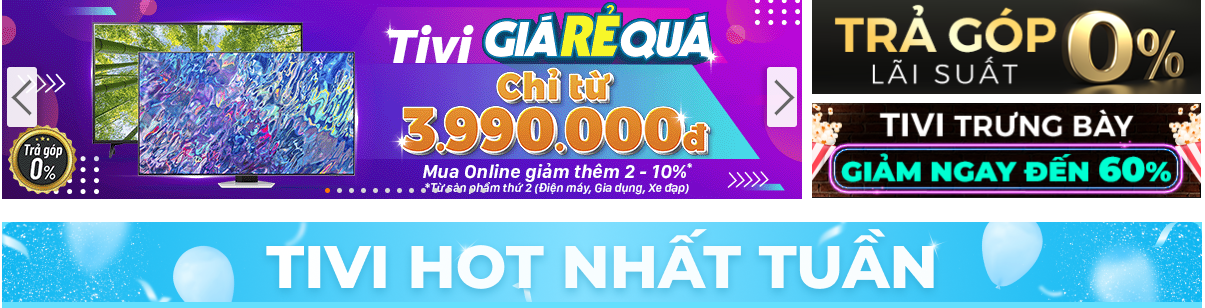 Tivi GIÁ RẺ QUÁ
Chỉ từ
3.990.000đ
Trả góp
0%
Mua Online giảm thêm 2 - 10%*
*Từ sản phẩm thứ 2 (Điện máy, Gia dụng, Xe đạp)
TRẢ GÓP 0%
LÃI SUẤT
TIVI TRƯNG BÀY
GIẢM NGAY ĐẾN 60%
TIVI HOT NHẤT TUẦN